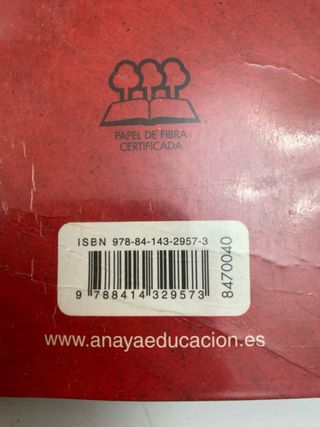 PAPEL DE FIBRA
CERTIFICADA
ISBN 978-84-143-2957-3
9 788414 329573
8470040
www.anayaeducacion.es